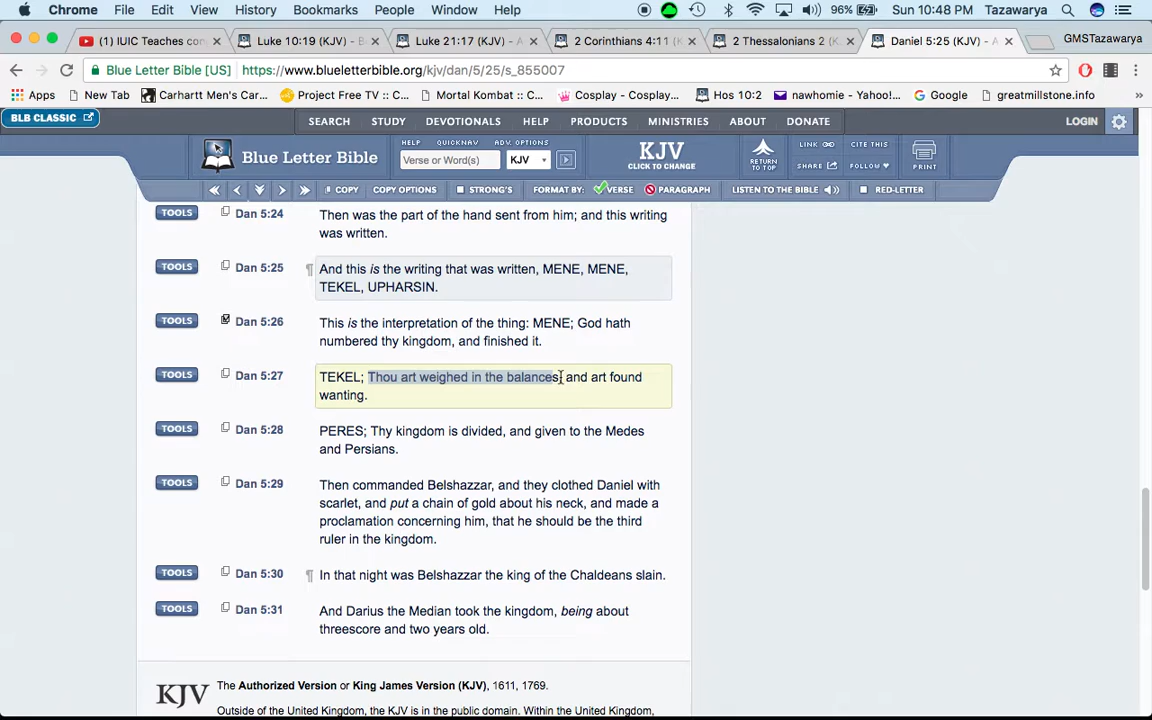 Chrome File Edit View History Bookmarks People Window Help 96% Sun 10:48 PM Tazawarya
(1) IUIC Teaches con Luke 10:19 (KJV) - B Luke 21:17 (KJV) - A 2 Corinthians 4:11 ( 2 Thessalonians 2 ( Daniel 5:25 (KJV) - A GMSTazawarya
Blue Letter Bible [US] https://www.blueletterbible.org/kjv/dan/5/25/s_855007
Apps New Tab Carhartt Men's Car... Project Free TV :: C... Mortal Kombat :: C... Cosplay - Cosplay.C... Hos 10:2 nawhomie - Yahoo!... Google greatmillstone.info »
BLB CLASSIC SEARCH STUDY DEVOTIONALS HELP PRODUCTS MINISTRIES ABOUT DONATE LOGIN
HELP QUICKNAV ADV. OPTIONS
Blue Letter Bible Verse or Word(s) KJV KJV CLICK TO CHANGE RETURN TO TOP LINK CITE THIS SHARE FOLLOW PRINT
COPY COPY OPTIONS STRONG'S FORMAT BY: VERSE PARAGRAPH LISTEN TO THE BIBLE RED-LETTER
TOOLS Dan 5:24 Then was the part of the hand sent from him; and this writing
was written.
TOOLS Dan 5:25 ¶ And this is the writing that was written, MENE, MENE,
TEKEL, UPHARSIN.
TOOLS Dan 5:26 This is the interpretation of the thing: MENE; God hath
numbered thy kingdom, and finished it.
TOOLS Dan 5:27 TEKEL; Thou art weighed in the balances, and art found
wanting.
TOOLS Dan 5:28 PERES; Thy kingdom is divided, and given to the Medes
and Persians.
TOOLS Dan 5:29 Then commanded Belshazzar, and they clothed Daniel with
scarlet, and put a chain of gold about his neck, and made a
proclamation concerning him, that he should be the third
ruler in the kingdom.
TOOLS Dan 5:30 ¶ In that night was Belshazzar the king of the Chaldeans slain.
TOOLS Dan 5:31 And Darius the Median took the kingdom, being about
threescore and two years old.
KJV The Authorized Version or King James Version (KJV), 1611, 1769.
Outside of the United Kingdom, the KJV is in the public domain. Within the United Kingdom,